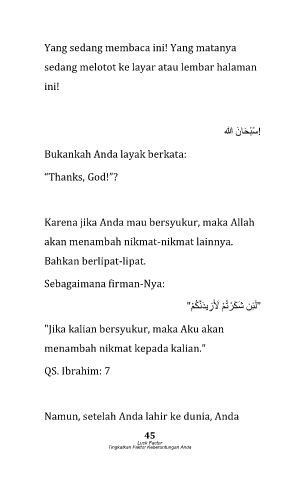 Yang sedang membaca ini! Yang matanya
sedang melotot ke layar atau lembar halaman
ini!
سُبْحَانَ الله!
Bukankah Anda layak berkata:
"Thanks, God!"?
Karena jika Anda mau bersyukur, maka Allah
akan menambah nikmat-nikmat lainnya.
Bahkan berlipat-lipat.
Sebagaimana firman-Nya:
"لَئِن شَكَرْتُمْ لَأَزِيدَنَّكُمْ"
"Jika kalian bersyukur, maka Aku akan
menambah nikmat kepada kalian."
QS. Ibrahim: 7
Namun, setelah Anda lahir ke dunia, Anda
45
Luck Factor
Tingkatkan Faktor Keberuntungan Anda